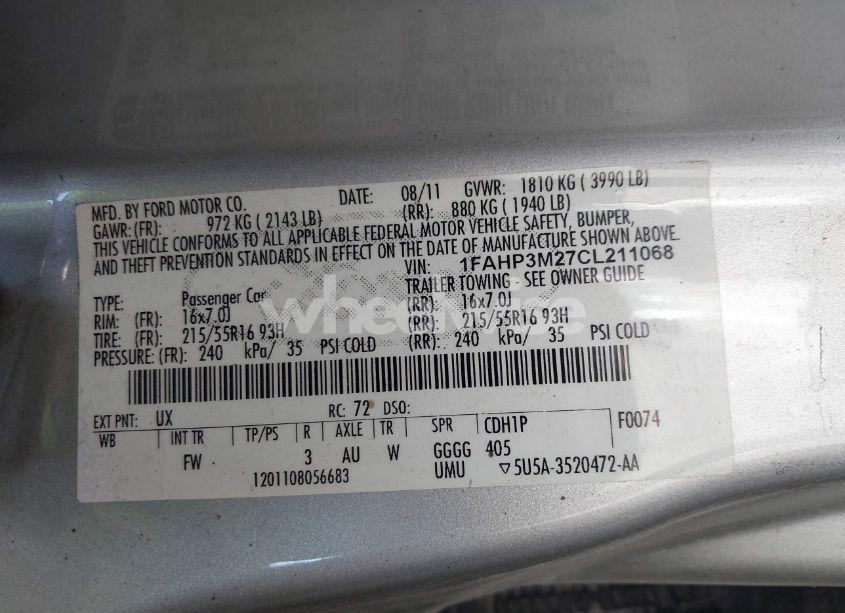 MFD. BY FORD MOTOR CO. DATE: 08/11 GVWR: 1810 KG ( 3990 LB)
GAWR: (FR): 972 KG ( 2143 LB) (RR): 880 KG ( 1940 LB)
THIS VEHICLE CONFORMS TO ALL APPLICABLE FEDERAL MOTOR VEHICLE SAFETY, BUMPER,
AND THEFT PREVENTION STANDARDS IN EFFECT ON THE DATE OF MANUFACTURE SHOWN ABOVE.
VIN: 1FAHP3M27CL211068
TYPE: Passenger Car TRAILER TOWING - SEE OWNER GUIDE
RIM: (FR): 16x7.0J (RR): 16x7.0J
TIRE: (FR): 215/55R16 93H (RR): 215/55R16 93H
PRESSURE: (FR): 240 kPa/ 35 PSI COLD (RR): 240 kPa/ 35 PSI COLD
EXT PNT: UX RC: 72 DSO:
WB INT TR TP/PS R AXLE TR SPR CDH1P F0074
FW 3 AU W GGGG 405
UMU ▽5U5A-3520472-AA
1201108056683